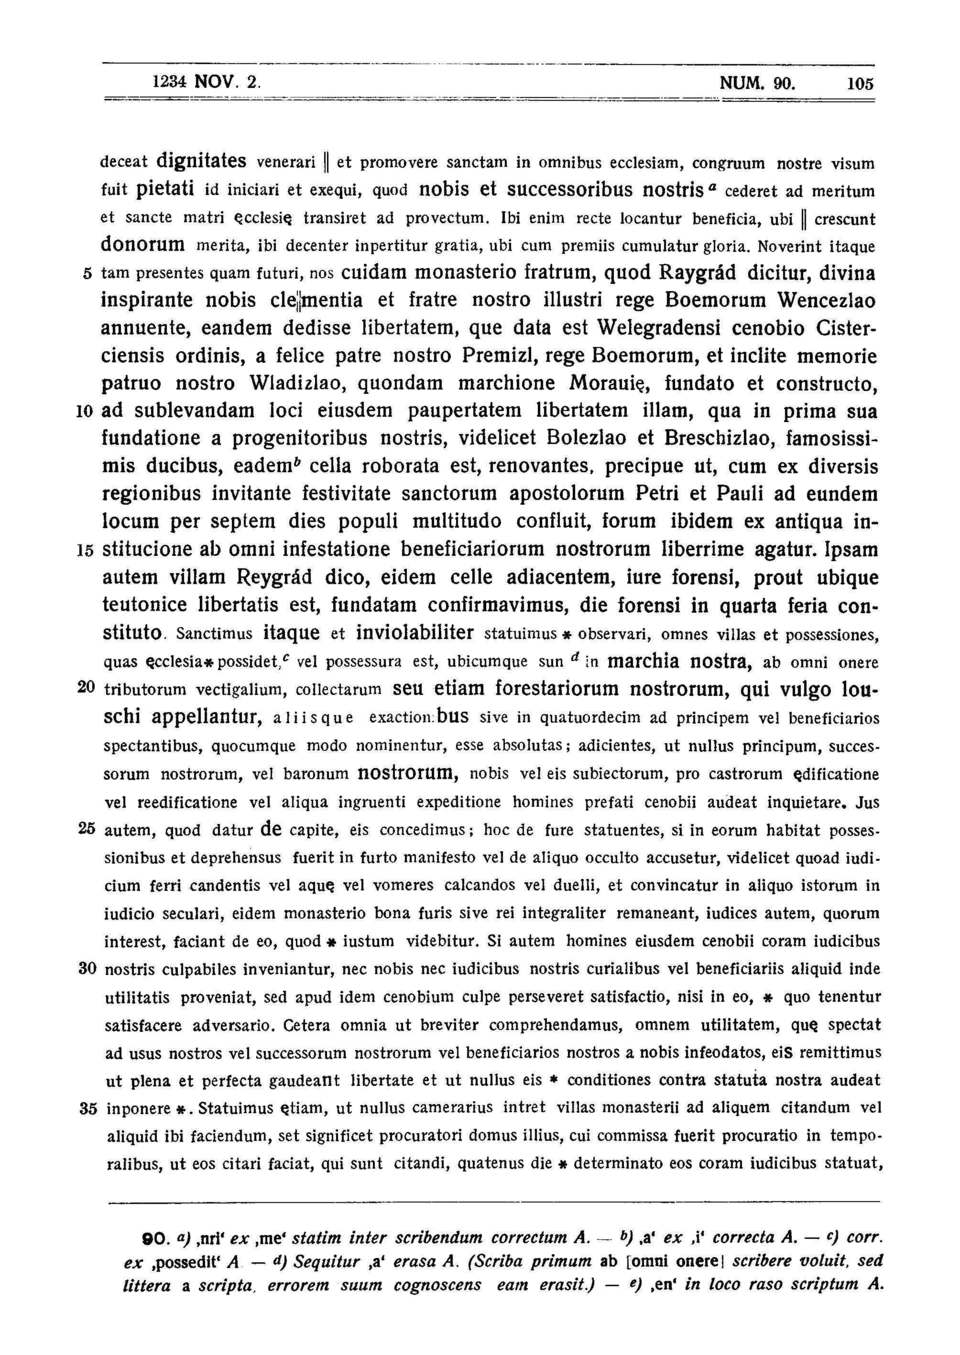 1234 NOV. 2. NUM. 90. 105
deceat dignitates venerari || et promovere sanctam in omnibus ecclesiam, congruum nostre visum
fuit pietati id iniciari et exequi, quod nobis et successoribus nostris a cederet ad meritum
et sancte matri ęcclesię transiret ad provectum. Ibi enim recte locantur beneficia, ubi || crescunt
donorum merita, ibi decenter inpertitur gratia, ubi cum premiis cumulatur gloria. Noverint itaque
5 tam presentes quam futuri, nos cuidam monasterio fratrum, quod Raygrád dicitur, divina
inspirante nobis cle||mentia et fratre nostro illustri rege Boemorum Wencezlao
annuente, eandem dedisse libertatem, que data est Welegradensi cenobio Cister-
ciensis ordinis, a felice patre nostro Premizl, rege Boemorum, et inclite memorie
patruo nostro Wladizlao, quondam marchione Morauię, fundato et constructo,
10 ad sublevandam loci eiusdem paupertatem libertatem illam, qua in prima sua
fundatione a progenitoribus nostris, videlicet Bolezlao et Breschizlao, famosissi-
mis ducibus, eadem b cella roborata est, renovantes, precipue ut, cum ex diversis
regionibus invitante festivitate sanctorum apostolorum Petri et Pauli ad eundem
locum per septem dies populi multitudo confluit, forum ibidem ex antiqua in-
15 stitucione ab omni infestatione beneficiariorum nostrorum liberrime agatur. Ipsam
autem villam Reygrád dico, eidem celle adiacentem, iure forensi, prout ubique
teutonice libertatis est, fundatam confirmavimus, die forensi in quarta feria con-
stituto. Sanctimus itaque et inviolabiliter statuimus * observari, omnes villas et possessiones,
quas ęcclesia * possidet, c vel possessura est, ubicumque sun d in marchia nostra, ab omni onere
20 tributorum vectigalium, collectarum seu etiam forestariorum nostrorum, qui vulgo lou-
schi appellantur, aliisque exaction:bus sive in quatuordecim ad principem vel beneficiarios
spectantibus, quocumque modo nominentur, esse absolutas; adicientes, ut nullus principum, succes-
sorum nostrorum, vel baronum nostrorum, nobis vel eis subiectorum, pro castrorum ędificatione
vel reedificatione vel aliqua ingruenti expeditione homines prefati cenobii audeat inquietare. Jus
25 autem, quod datur de capite, eis concedimus; hoc de fure statuentes, si in eorum habitat posses-
sionibus et deprehensus fuerit in furto manifesto vel de aliquo occulto accusetur, videlicet quoad iudi-
cium ferri candentis vel aquę vel vomeres calcandos vel duelli, et convincatur in aliquo istorum in
iudicio seculari, eidem monasterio bona furis sive rei integraliter remaneant, iudices autem, quorum
interest, faciant de eo, quod * iustum videbitur. Si autem homines eiusdem cenobii coram iudicibus
30 nostris culpabiles inveniantur, nec nobis nec iudicibus nostris curialibus vel beneficiariis aliquid inde
utilitatis proveniat, sed apud idem cenobium culpe perseveret satisfactio, nisi in eo, * quo tenentur
satisfacere adversario. Cetera omnia ut breviter comprehendamus, omnem utilitatem, quę spectat
ad usus nostros vel successorum nostrorum vel beneficiarios nostros a nobis infeodatos, eis remittimus
ut plena et perfecta gaudeant libertate et ut nullus eis * conditiones contra statuta nostra audeat
35 inponere *. Statuimus ętiam, ut nullus camerarius intret villas monasterii ad aliquem citandum vel
aliquid ibi faciendum, set significet procuratori domus illius, cui commissa fuerit procuratio in tempo-
ralibus, ut eos citari faciat, qui sunt citandi, quatenus die * determinato eos coram iudicibus statuat,
90. a) ‚nri‘ ex ‚me‘ statim inter scribendum correctum A. — b) ‚a‘ ex ‚i‘ correcta A. — c) corr.
ex ‚possedit‘ A — d) Sequitur ‚a‘ erasa A. (Scriba primum ab [omni onere] scribere voluit, sed
littera a scripta, errorem suum cognoscens eam erasit.) — e) ‚en‘ in loco raso scriptum A.